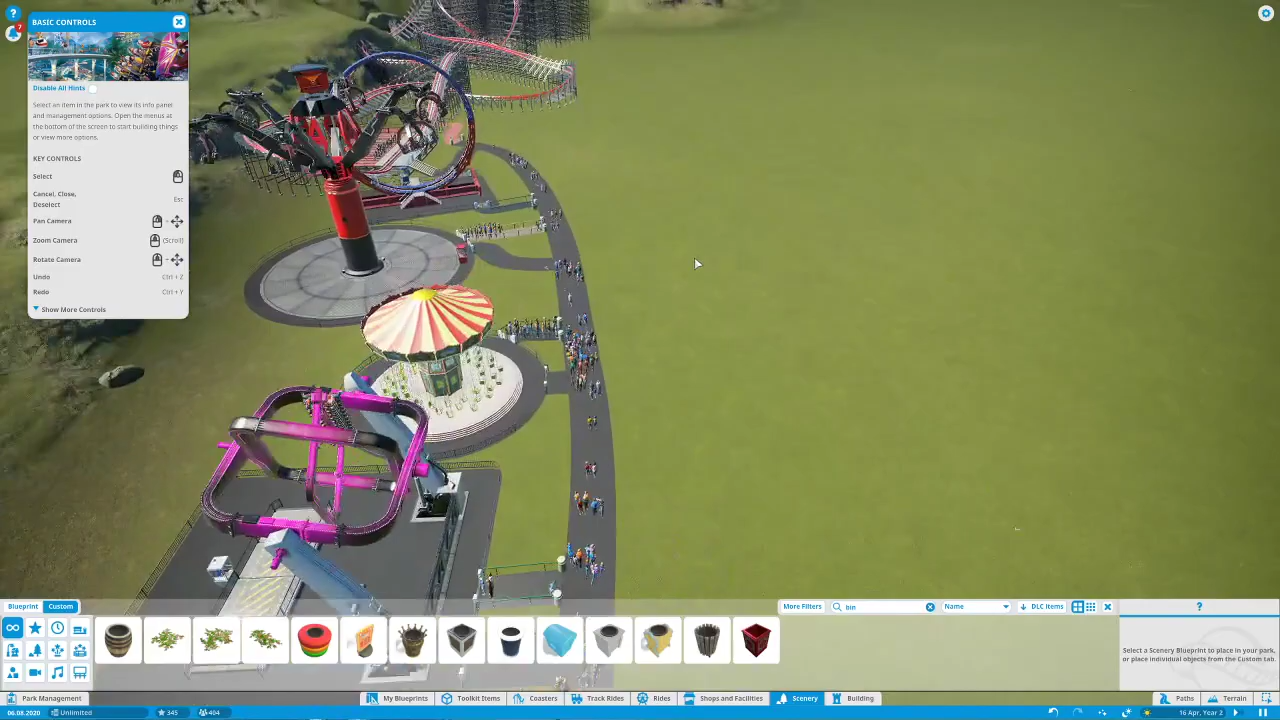 ?
7
BASIC CONTROLS
Disable All Hints
Select an item in the park to view its info panel
and management options. Open the menus at
the bottom of the screen to start building things
or view more options.
KEY CONTROLS
Select
Cancel, Close,
Deselect
Esc
Pan Camera
Zoom Camera
(Scroll)
Rotate Camera
Undo
Ctrl + Z
Redo
Ctrl + Y
Show More Controls
Blueprint
Custom
More Filters
bin
Name
DLC Items
?
Select a Scenery Blueprint to place in your park,
or place individual objects from the Custom tab.
Park Management
My Blueprints
Toolkit Items
Coasters
Track Rides
Rides
Shops and Facilities
Scenery
Building
Paths
Terrain
06.08.2020
Unlimited
345
404
16 Apr, Year 2